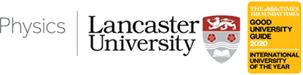 Physics
Lancaster
University
THE TIMES
THE SUNDAY TIMES
GOOD
UNIVERSITY
GUIDE
2020
INTERNATIONAL
UNIVERSITY
OF THE YEAR